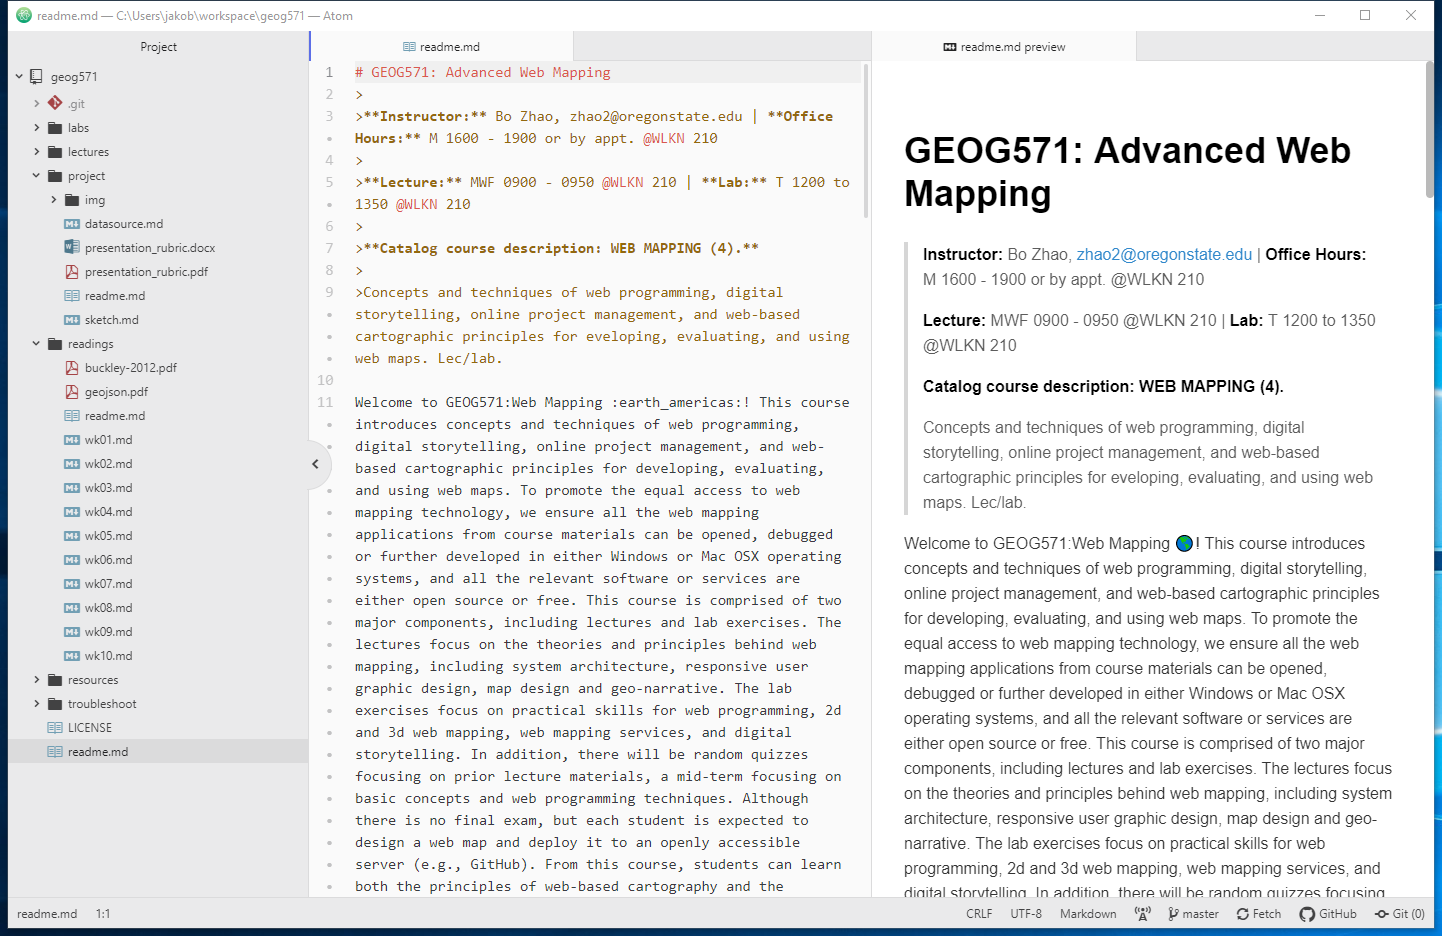 readme.md — C:\Users\jakob\workspace\geog571 — Atom
Project
geog571
.git
labs
lectures
project
img
datasource.md
presentation_rubric.docx
presentation_rubric.pdf
readme.md
sketch.md
readings
buckley-2012.pdf
geojson.pdf
readme.md
wk01.md
wk02.md
wk03.md
wk04.md
wk05.md
wk06.md
wk07.md
wk08.md
wk09.md
wk10.md
resources
troubleshoot
LICENSE
readme.md
readme.md
1 # GEOG571: Advanced Web Mapping
2 >
3 >**Instructor:** Bo Zhao, zhao2@oregonstate.edu | **Office
Hours:** M 1600 - 1900 or by appt. @WLKN 210
4 >
5 >**Lecture:** MWF 0900 - 0950 @WLKN 210 | **Lab:** T 1200 to
1350 @WLKN 210
6 >
7 >**Catalog course description: WEB MAPPING (4).**
8 >
9 >Concepts and techniques of web programming, digital
storytelling, online project management, and web-based
cartographic principles for eveloping, evaluating, and using
web maps. Lec/lab.
10
11 Welcome to GEOG571:Web Mapping :earth_americas:! This course
introduces concepts and techniques of web programming,
digital storytelling, online project management, and web-
based cartographic principles for developing, evaluating,
and using web maps. To promote the equal access to web
mapping technology, we ensure all the web mapping
applications from course materials can be opened, debugged
or further developed in either Windows or Mac OSX operating
systems, and all the relevant software or services are
either open source or free. This course is comprised of two
major components, including lectures and lab exercises. The
lectures focus on the theories and principles behind web
mapping, including system architecture, responsive user
graphic design, map design and geo-narrative. The lab
exercises focus on practical skills for web programming, 2d
and 3d web mapping, web mapping services, and digital
storytelling. In addition, there will be random quizzes
focusing on prior lecture materials, a mid-term focusing on
basic concepts and web programming techniques. Although
there is no final exam, but each student is expected to
design a web map and deploy it to an openly accessible
server (e.g., GitHub). From this course, students can learn
both the principles of web-based cartography and the
readme.md preview
GEOG571: Advanced Web
Mapping
Instructor: Bo Zhao, zhao2@oregonstate.edu | Office Hours:
M 1600 - 1900 or by appt. @WLKN 210
Lecture: MWF 0900 - 0950 @WLKN 210 | Lab: T 1200 to 1350
@WLKN 210
Catalog course description: WEB MAPPING (4).
Concepts and techniques of web programming, digital
storytelling, online project management, and web-based
cartographic principles for eveloping, evaluating, and using web
maps. Lec/lab.
Welcome to GEOG571:Web Mapping 🌎! This course introduces
concepts and techniques of web programming, digital storytelling,
online project management, and web-based cartographic principles
for developing, evaluating, and using web maps. To promote the
equal access to web mapping technology, we ensure all the web
mapping applications from course materials can be opened,
debugged or further developed in either Windows or Mac OSX
operating systems, and all the relevant software or services are
either open source or free. This course is comprised of two major
components, including lectures and lab exercises. The lectures focus
on the theories and principles behind web mapping, including system
architecture, responsive user graphic design, map design and geo-
narrative. The lab exercises focus on practical skills for web
programming, 2d and 3d web mapping, web mapping services, and
digital storytelling. In addition, there will be random quizzes focusing
readme.md 1:1
CRLF UTF-8 Markdown master Fetch GitHub Git (0)